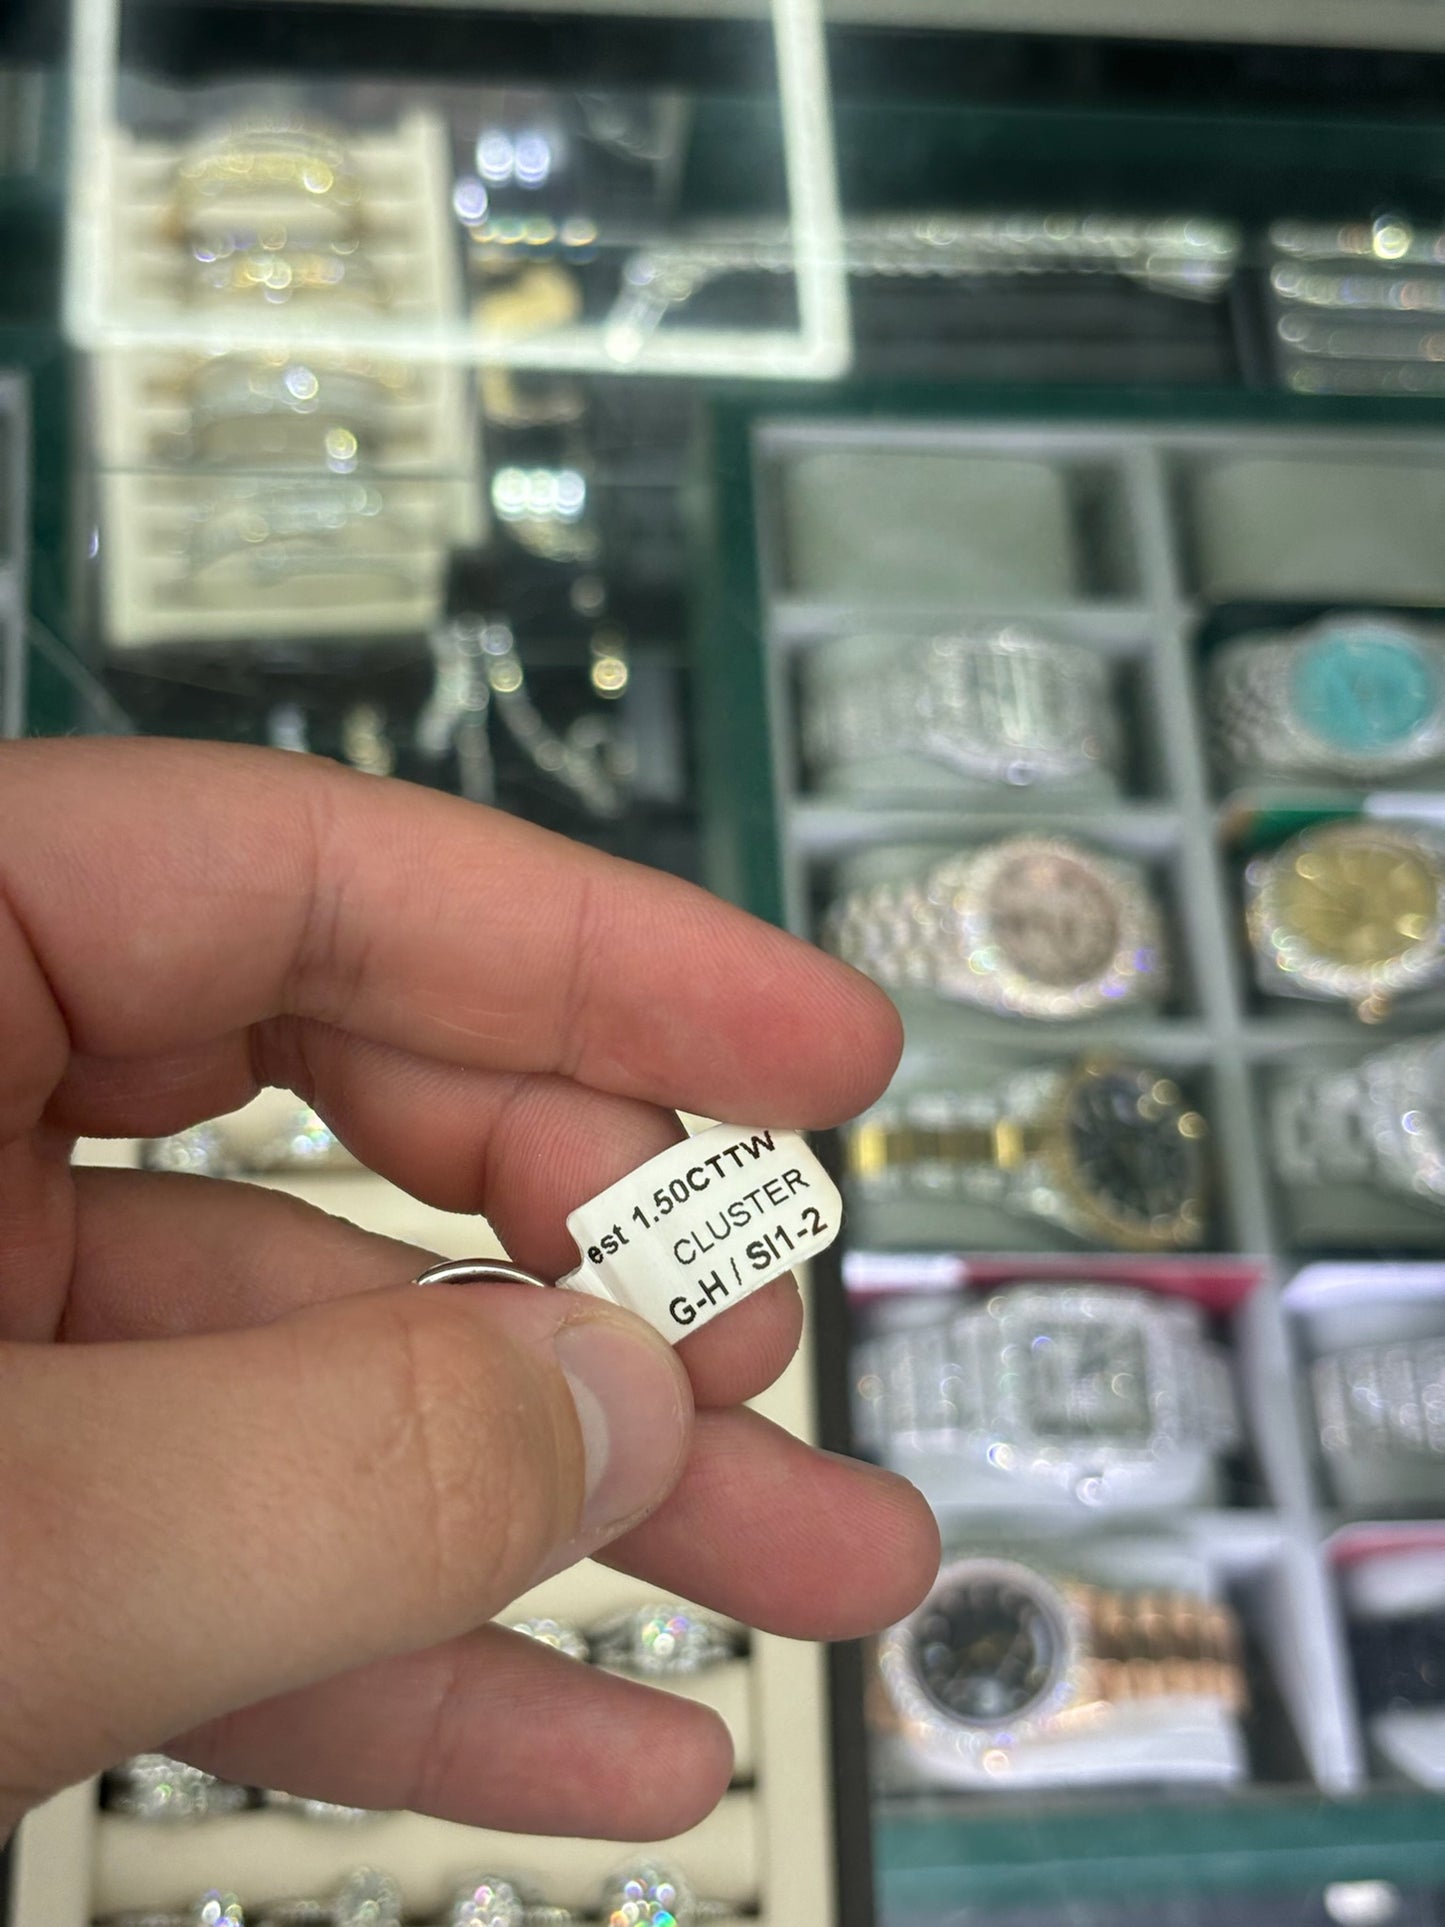 est 1.50CTTW
CLUSTER
G-H / SI1-2